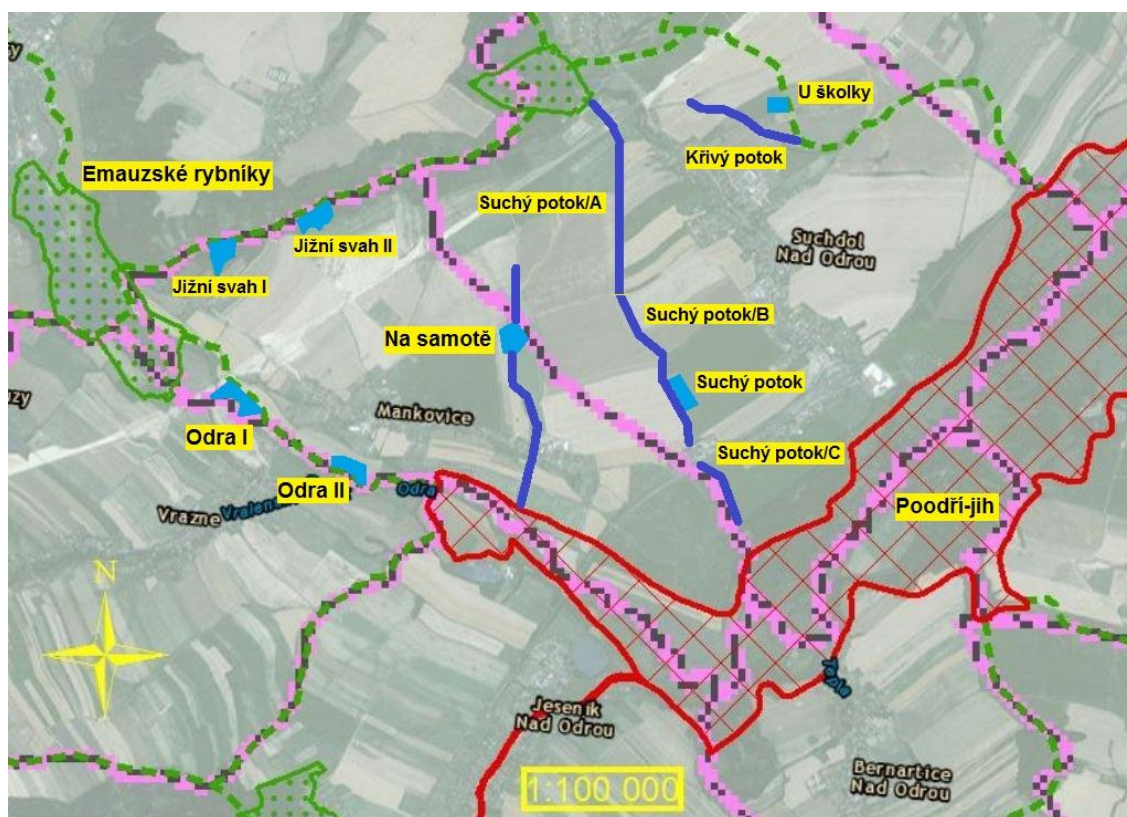 U školky
Křivý potok
Emauzské rybníky
Suchý potok/A
Jižní svah II
Suchdol
Nad Odrou
Jižní svah I
Suchý potok/B
Na samotě
Suchý potok
Mankovice
Odra I
Suchý potok/C
Odra II
Odra
Vrazne
Poodří-jih
N
Tepla
Jeseník
Nad Odrou
Bernartice
Nad Odrou
1:100 000